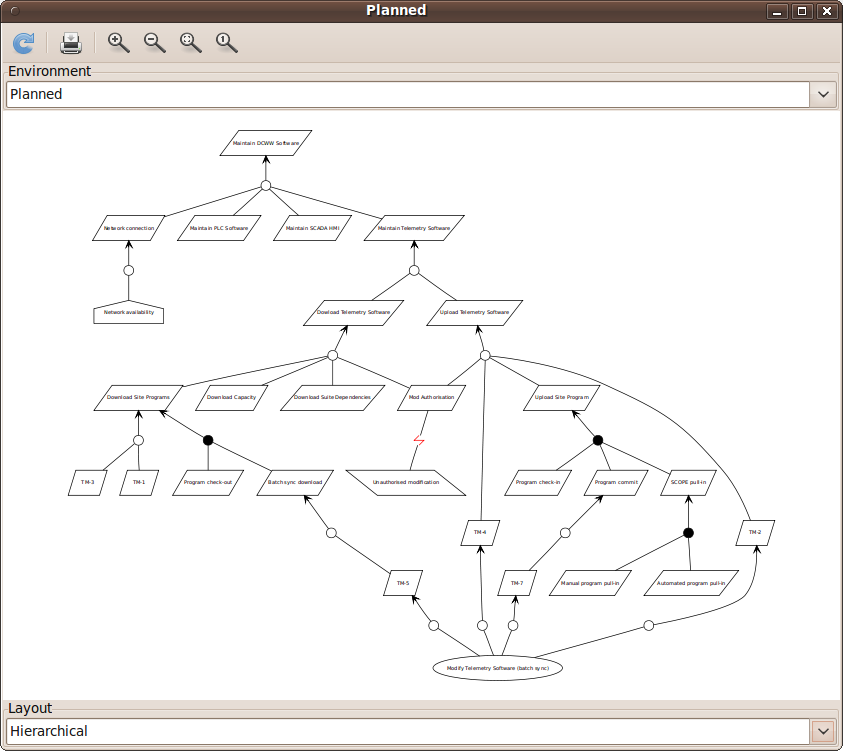 Planned
1
Environment
Planned
Maintain DCWW Software
Network connection
Maintain PLC Software
Maintain SCADA HMI
Maintain Telemetry Software
Network availability
Dowload Telemetry Software
Upload Telemetry Software
Download Site Programs
Download Capacity
Download Suite Dependencies
Mod Authorisation
Upload Site Program
TM-3
TM-1
Program check-out
Batch sync download
Unauthorised modification
Program check-in
Program commit
SCOPE pull-in
TM-4
TM-2
TM-5
TM-7
Manual program pull-in
Automated program pull-in
Modify Telemetry Software (batch sync)
Layout
Hierarchical